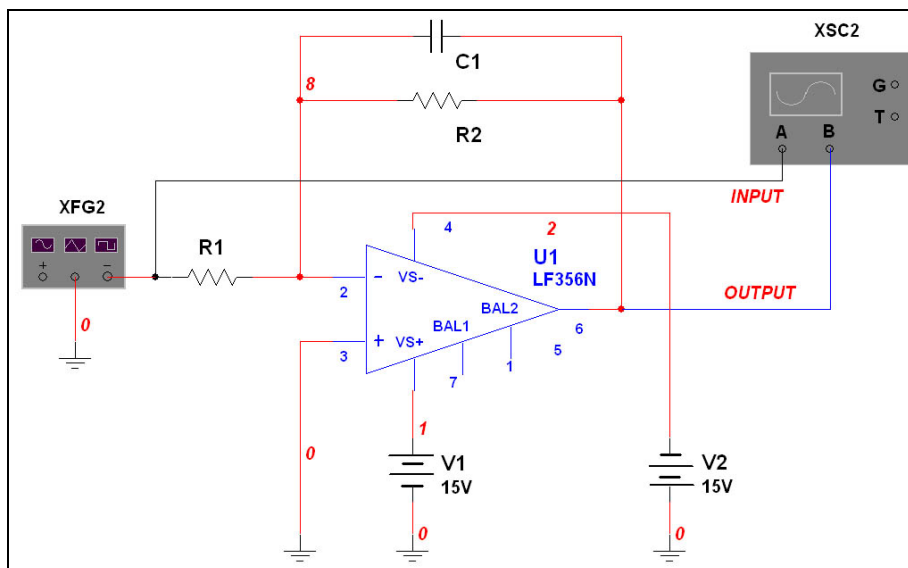 XSC2
C1
8
G
T
R2
A
B
XFG2
INPUT
4
2
R1
U1
LF356N
+
−
−
VS-
2
BAL2
OUTPUT
0
BAL1
6
+
VS+
5
3
7
1
1
0
V1
15V
V2
15V
0
0